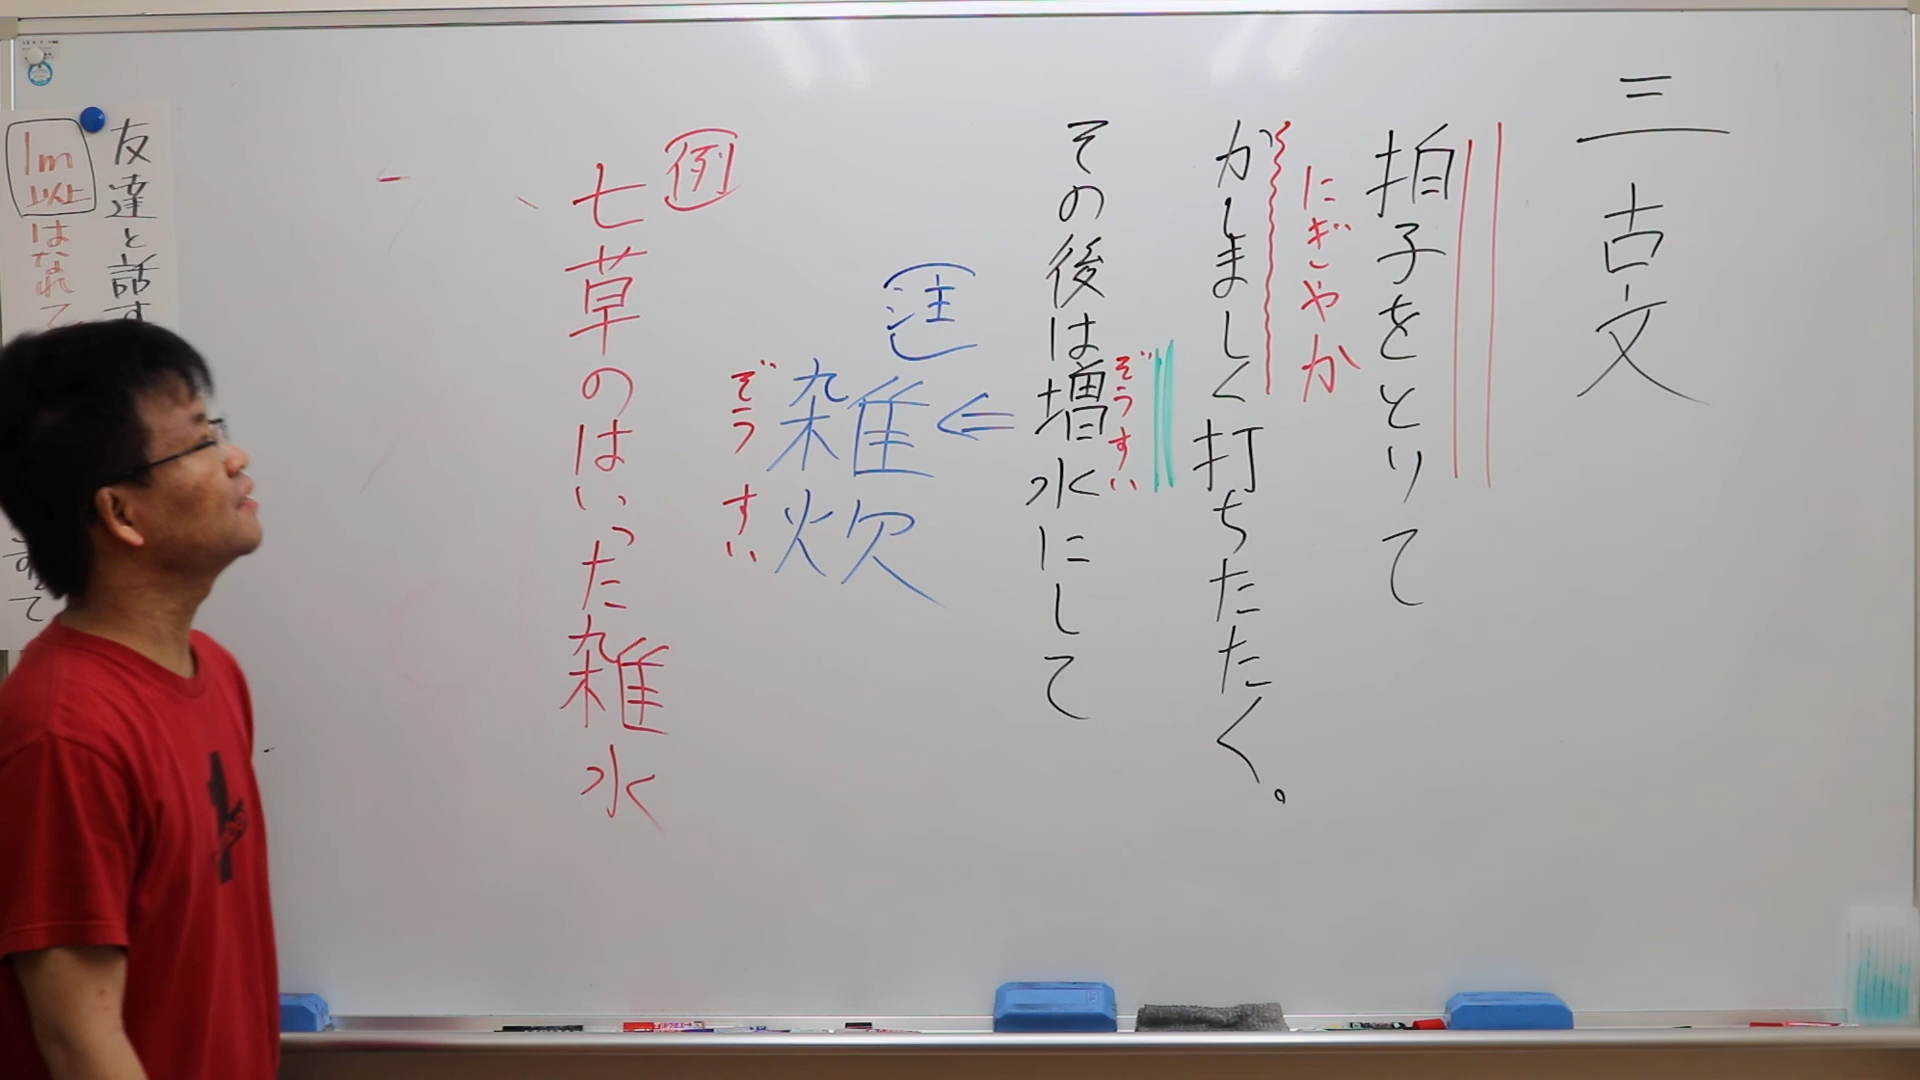 三 古文
拍子をとりて
にぎやか
かしましく打ちたたく。
ぞうすい
その後は増水にして
注
雑炊
ぞうすい
例
七草のはいった雑水
友達と話す
1m以上はなれて